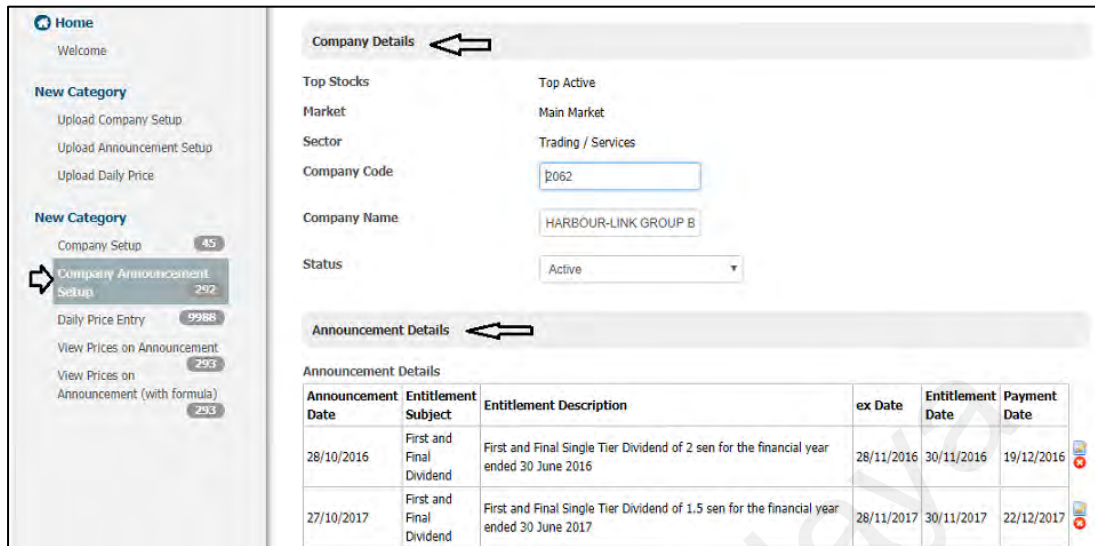 Home
Welcome
New Category
Upload Company Setup
Upload Announcement Setup
Upload Daily Price
New Category
Company Setup 45
Company Announcement
Setup 292
Daily Price Entry 9988
View Prices on Announcement
293
View Prices on
Announcement (with formula)
293
Company Details
Top Stocks Top Active
Market Main Market
Sector Trading / Services
Company Code 2062
Company Name HARBOUR-LINK GROUP B
Status Active
Announcement Details
Announcement Details
Announcement Date Entitlement Subject Entitlement Description ex Date Entitlement Date Payment Date
28/10/2016 First and Final Dividend First and Final Single Tier Dividend of 2 sen for the financial year ended 30 June 2016 28/11/2016 30/11/2016 19/12/2016
27/10/2017 First and Final Dividend First and Final Single Tier Dividend of 1.5 sen for the financial year ended 30 June 2017 28/11/2017 30/11/2017 22/12/2017